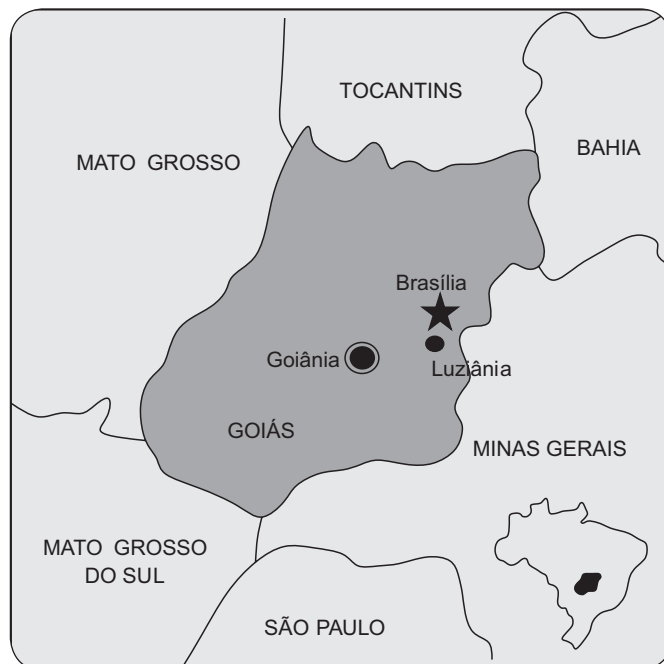 TOCANTINS
BAHIA
MATO GROSSO
Brasília
Goiânia
Luziânia
GOIÁS
MINAS GERAIS
MATO GROSSO
DO SUL
SÃO PAULO